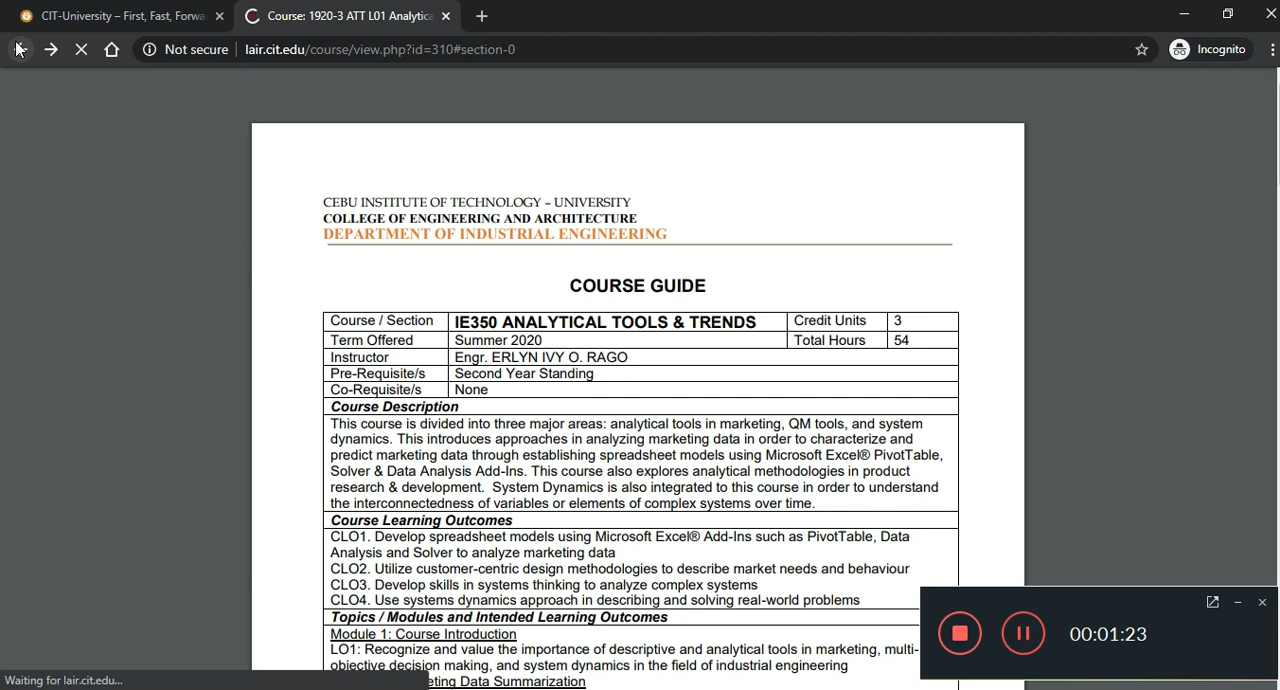 CIT-University – First, Fast, Forwa
Course: 1920-3 ATT L01 Analytica
Not secure
lair.cit.edu/course/view.php?id=310#section-0
Incognito
CEBU INSTITUTE OF TECHNOLOGY – UNIVERSITY
COLLEGE OF ENGINEERING AND ARCHITECTURE
DEPARTMENT OF INDUSTRIAL ENGINEERING
COURSE GUIDE
Course / Section IE350 ANALYTICAL TOOLS & TRENDS Credit Units 3
Term Offered Summer 2020 Total Hours 54
Instructor Engr. ERLYN IVY O. RAGO
Pre-Requisite/s Second Year Standing
Co-Requisite/s None
Course Description
This course is divided into three major areas: analytical tools in marketing, QM tools, and system
dynamics. This introduces approaches in analyzing marketing data in order to characterize and
predict marketing data through establishing spreadsheet models using Microsoft Excel® PivotTable,
Solver & Data Analysis Add-Ins. This course also explores analytical methodologies in product
research & development. System Dynamics is also integrated to this course in order to understand
the interconnectedness of variables or elements of complex systems over time.
Course Learning Outcomes
CLO1. Develop spreadsheet models using Microsoft Excel® Add-Ins such as PivotTable, Data
Analysis and Solver to analyze marketing data
CLO2. Utilize customer-centric design methodologies to describe market needs and behaviour
CLO3. Develop skills in systems thinking to analyze complex systems
CLO4. Use systems dynamics approach in describing and solving real-world problems
Topics / Modules and Intended Learning Outcomes
Module 1: Course Introduction
LO1: Recognize and value the importance of descriptive and analytical tools in marketing, multi-
objective decision making, and system dynamics in the field of industrial engineering
eting Data Summarization
00:01:23
Waiting for lair.cit.edu...